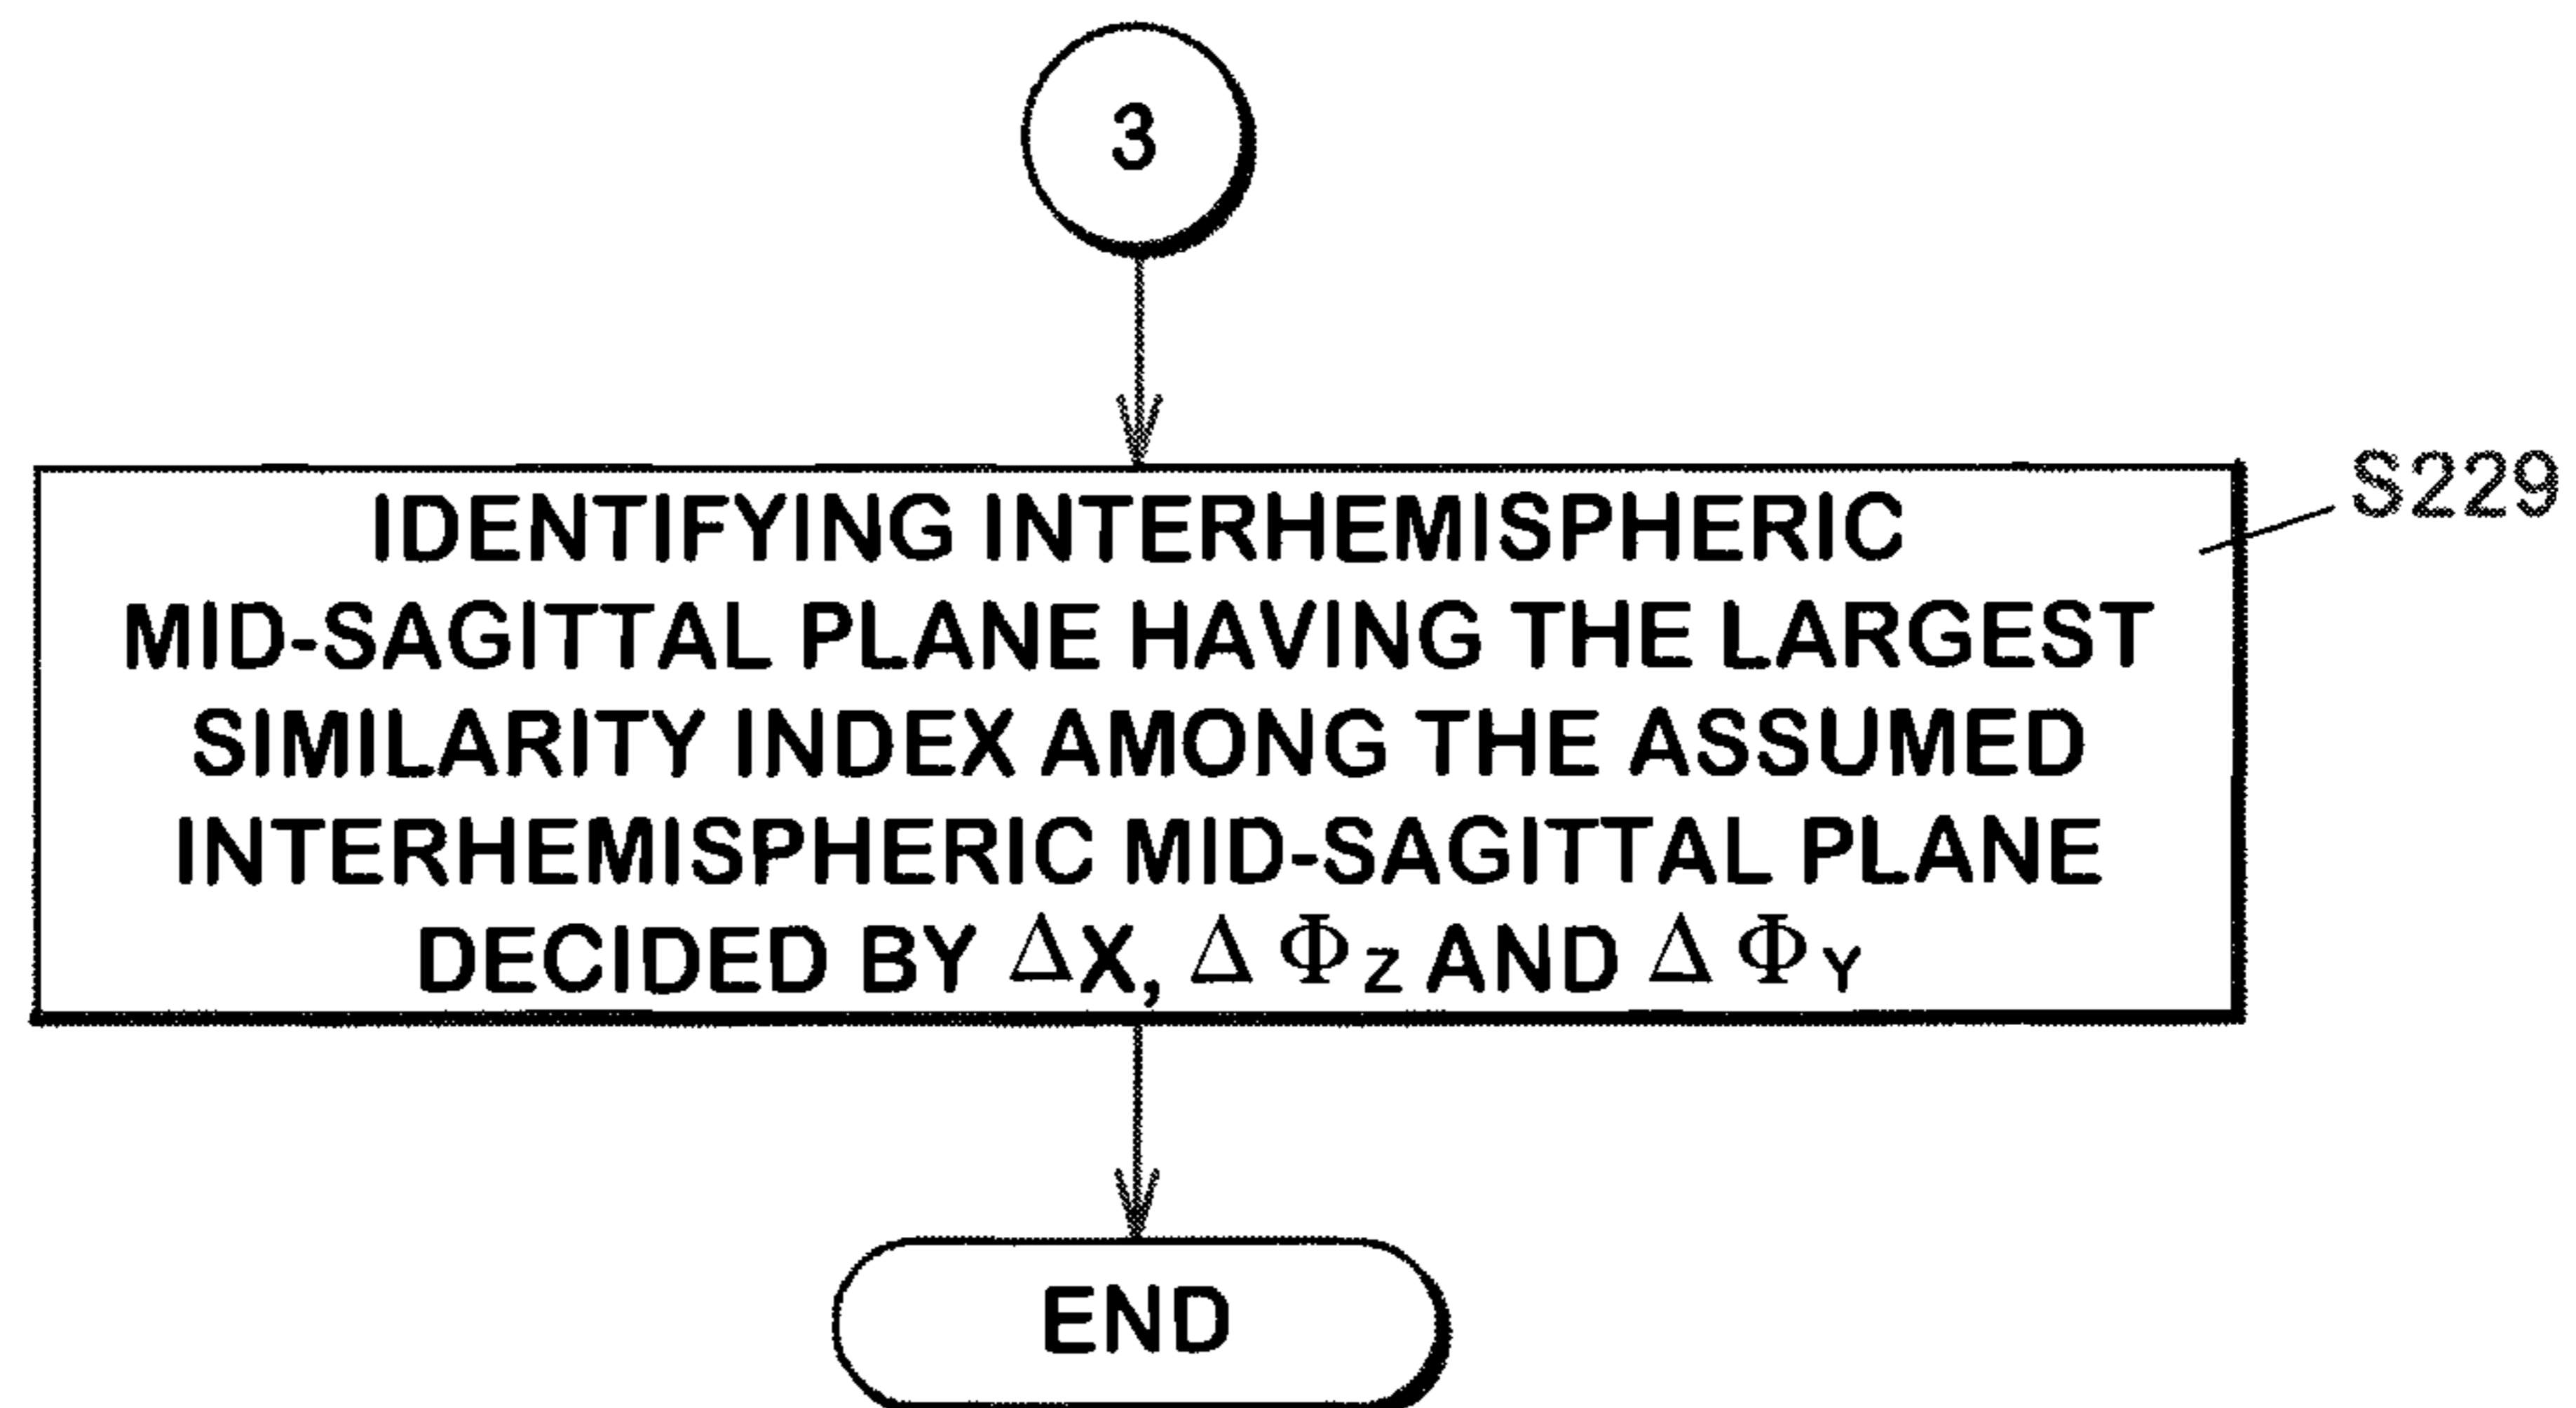 3
IDENTIFYING INTERHEMISPHERIC
S229
MID-SAGITTAL PLANE HAVING THE LARGEST
SIMILARITY INDEX AMONG THE ASSUMED
INTERHEMISPHERIC MID-SAGITTAL PLANE
DECIDED BY ΔX, ΔΦZ AND ΔΦY
END